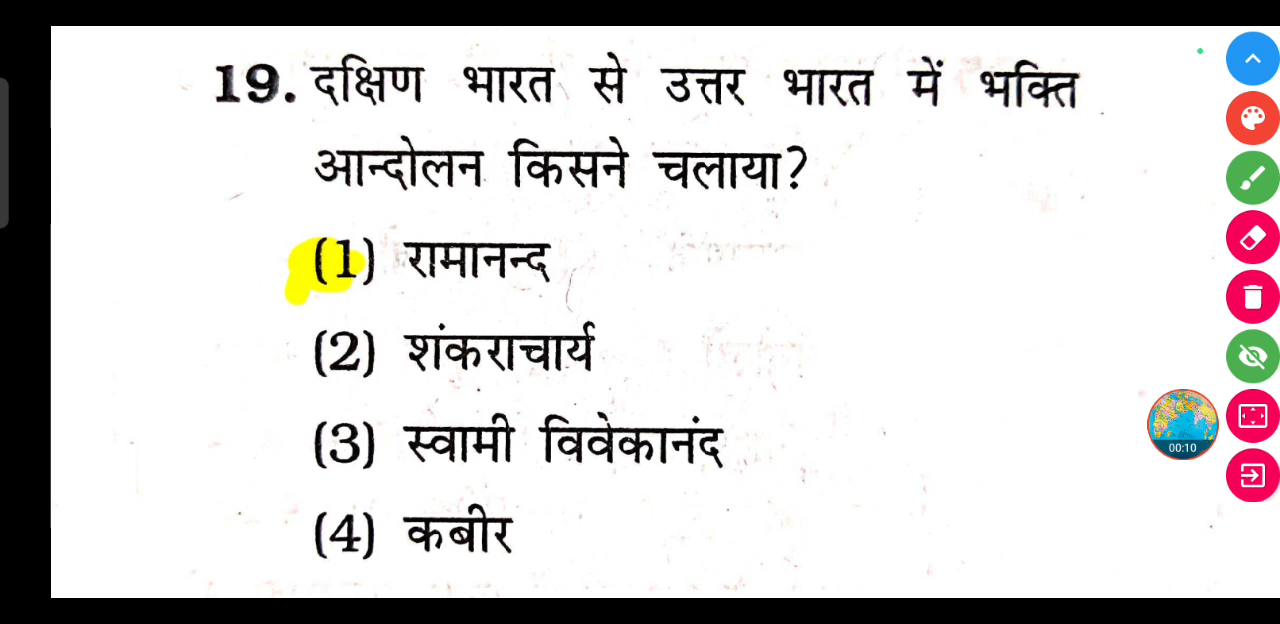 19. दक्षिण भारत से उत्तर भारत में भक्ति
आन्दोलन किसने चलाया?
(1) रामानन्द
(2) शंकराचार्य
(3) स्वामी विवेकानंद
(4) कबीर
00:10